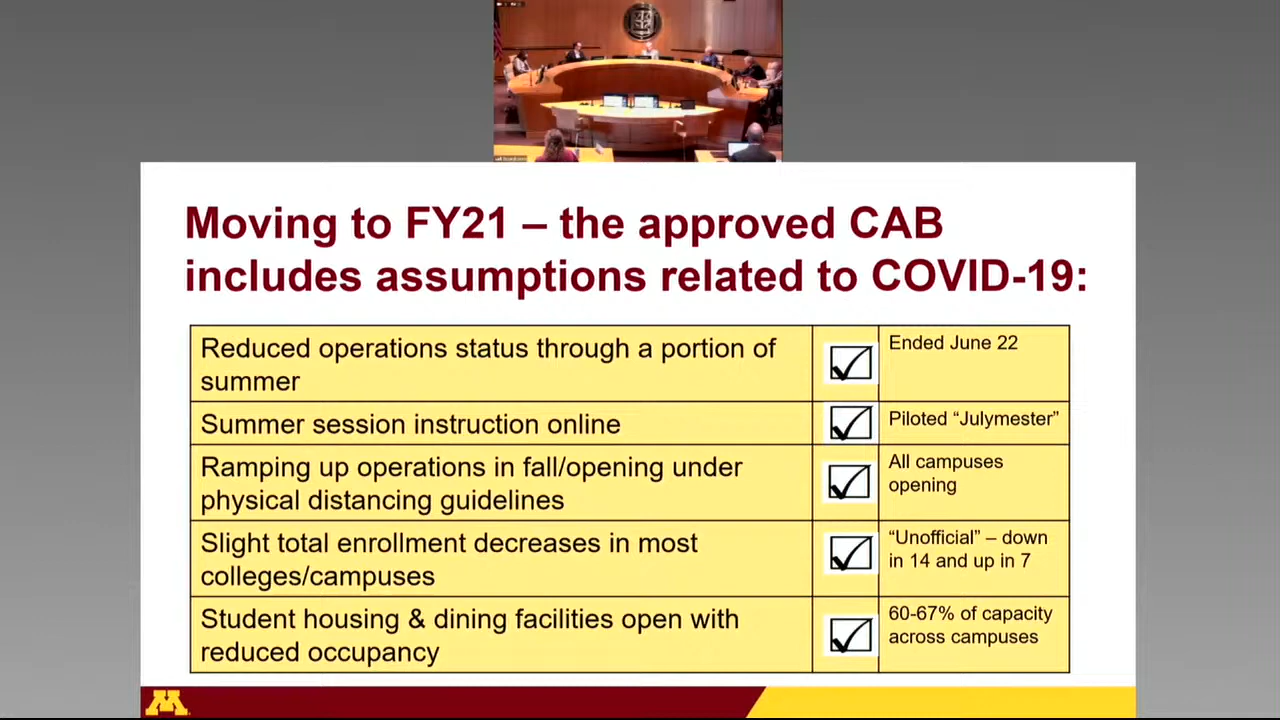 Moving to FY21 – the approved CAB
includes assumptions related to COVID-19:
Reduced operations status through a portion of
summer
Ended June 22
Summer session instruction online
Piloted “Julymester”
Ramping up operations in fall/opening under
physical distancing guidelines
All campuses
opening
Slight total enrollment decreases in most
colleges/campuses
“Unofficial” – down
in 14 and up in 7
Student housing & dining facilities open with
reduced occupancy
60-67% of capacity
across campuses
M